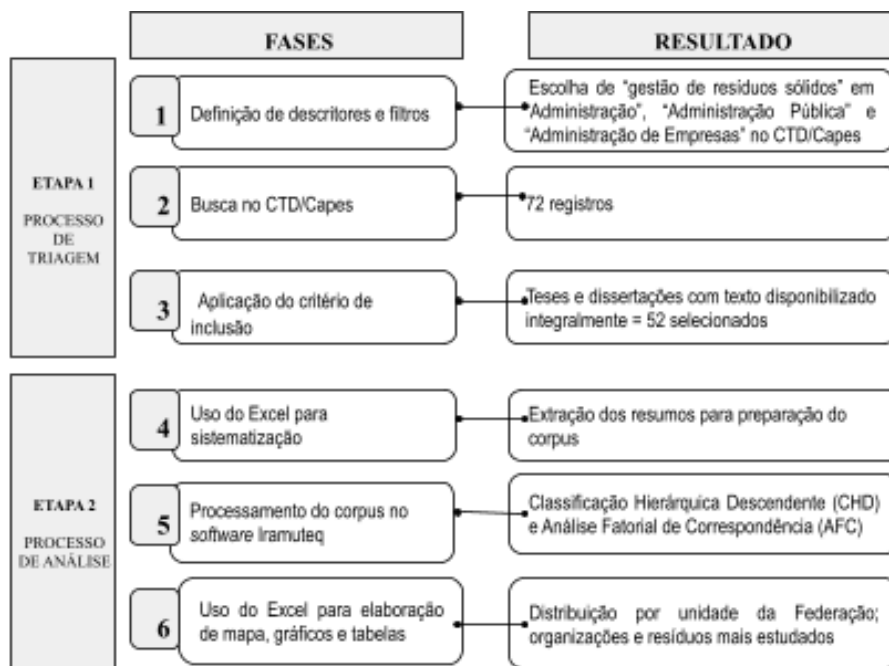 FASES
RESULTADO
ETAPA 1
PROCESSO
DE
TRIAGEM
1
Definição de descritores e filtros
Escolha de “gestão de resíduos sólidos” em
Administração”, “Administração Pública” e
“Administração de Empresas” no CTD/Capes
2
Busca no CTD/Capes
72 registros
3
Aplicação do critério de
inclusão
Teses e dissertações com texto disponibilizado
integralmente = 52 selecionados
ETAPA 2
PROCESSO
DE ANÁLISE
4
Uso do Excel para
sistematização
Extração dos resumos para preparação do
corpus
5
Processamento do corpus no
software Iramuteq
Classificação Hierárquica Descendente (CHD)
e Análise Fatorial de Correspondência (AFC)
6
Uso do Excel para elaboração
de mapa, gráficos e tabelas
Distribuição por unidade da Federação;
organizações e resíduos mais estudados